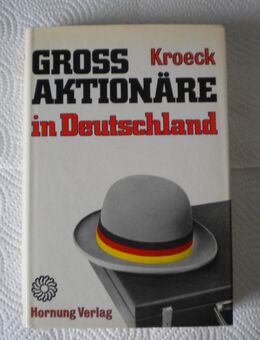 GROSS Kroeck
AKTIONÄRE
in Deutschland
Hornung Verlag